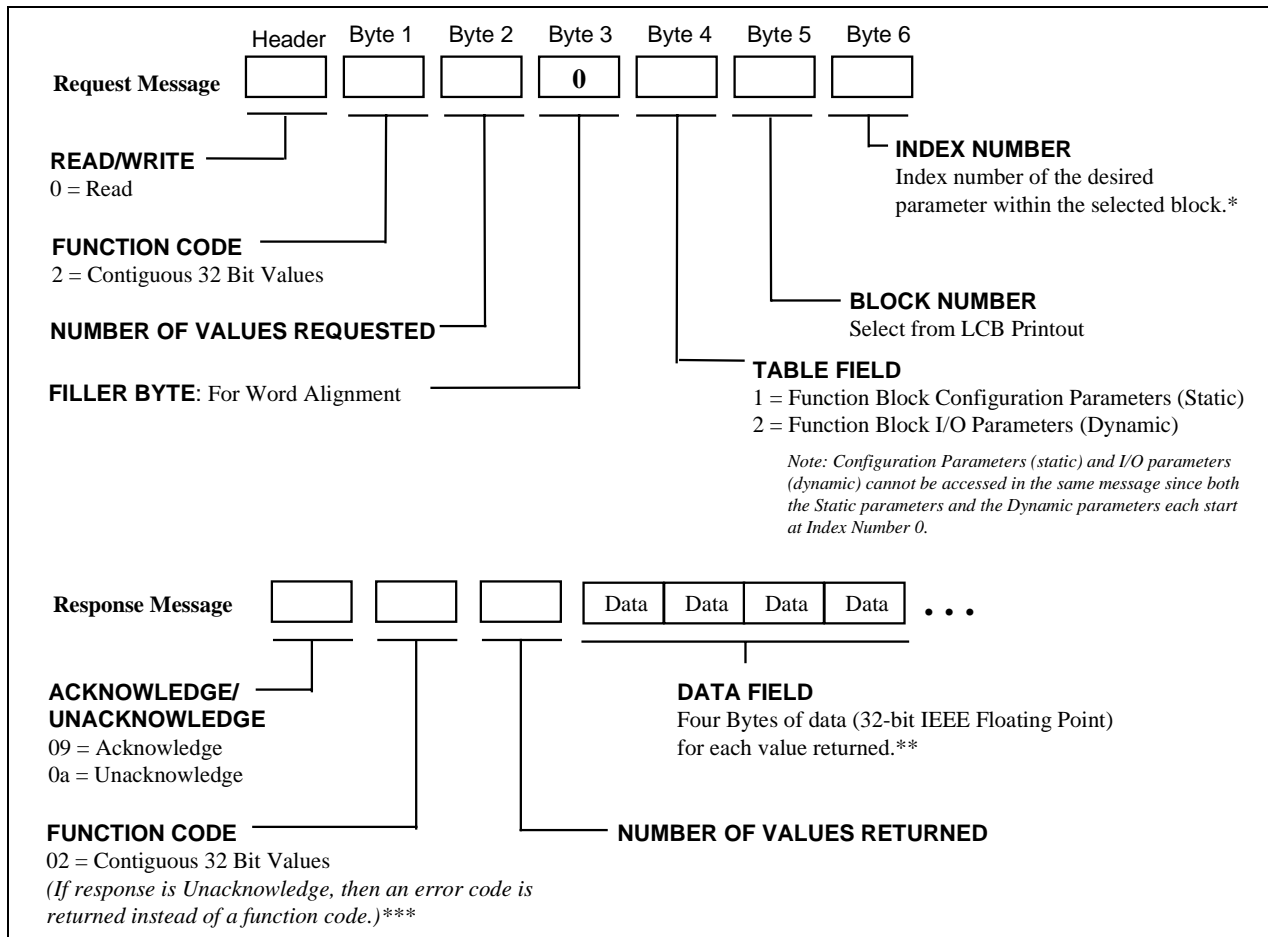 Header Byte 1 Byte 2 Byte 3 Byte 4 Byte 5 Byte 6
Request Message 0
READ/WRITE
0 = Read
FUNCTION CODE
2 = Contiguous 32 Bit Values
NUMBER OF VALUES REQUESTED
FILLER BYTE: For Word Alignment
INDEX NUMBER
Index number of the desired
parameter within the selected block.*
BLOCK NUMBER
Select from LCB Printout
TABLE FIELD
1 = Function Block Configuration Parameters (Static)
2 = Function Block I/O Parameters (Dynamic)
Note: Configuration Parameters (static) and I/O parameters
(dynamic) cannot be accessed in the same message since both
the Static parameters and the Dynamic parameters each start
at Index Number 0.
Response Message Data Data Data Data . . .
ACKNOWLEDGE/
UNACKNOWLEDGE
09 = Acknowledge
0a = Unacknowledge
DATA FIELD
Four Bytes of data (32-bit IEEE Floating Point)
for each value returned.**
FUNCTION CODE
02 = Contiguous 32 Bit Values
(If response is Unacknowledge, then an error code is
returned instead of a function code.)***
NUMBER OF VALUES RETURNED